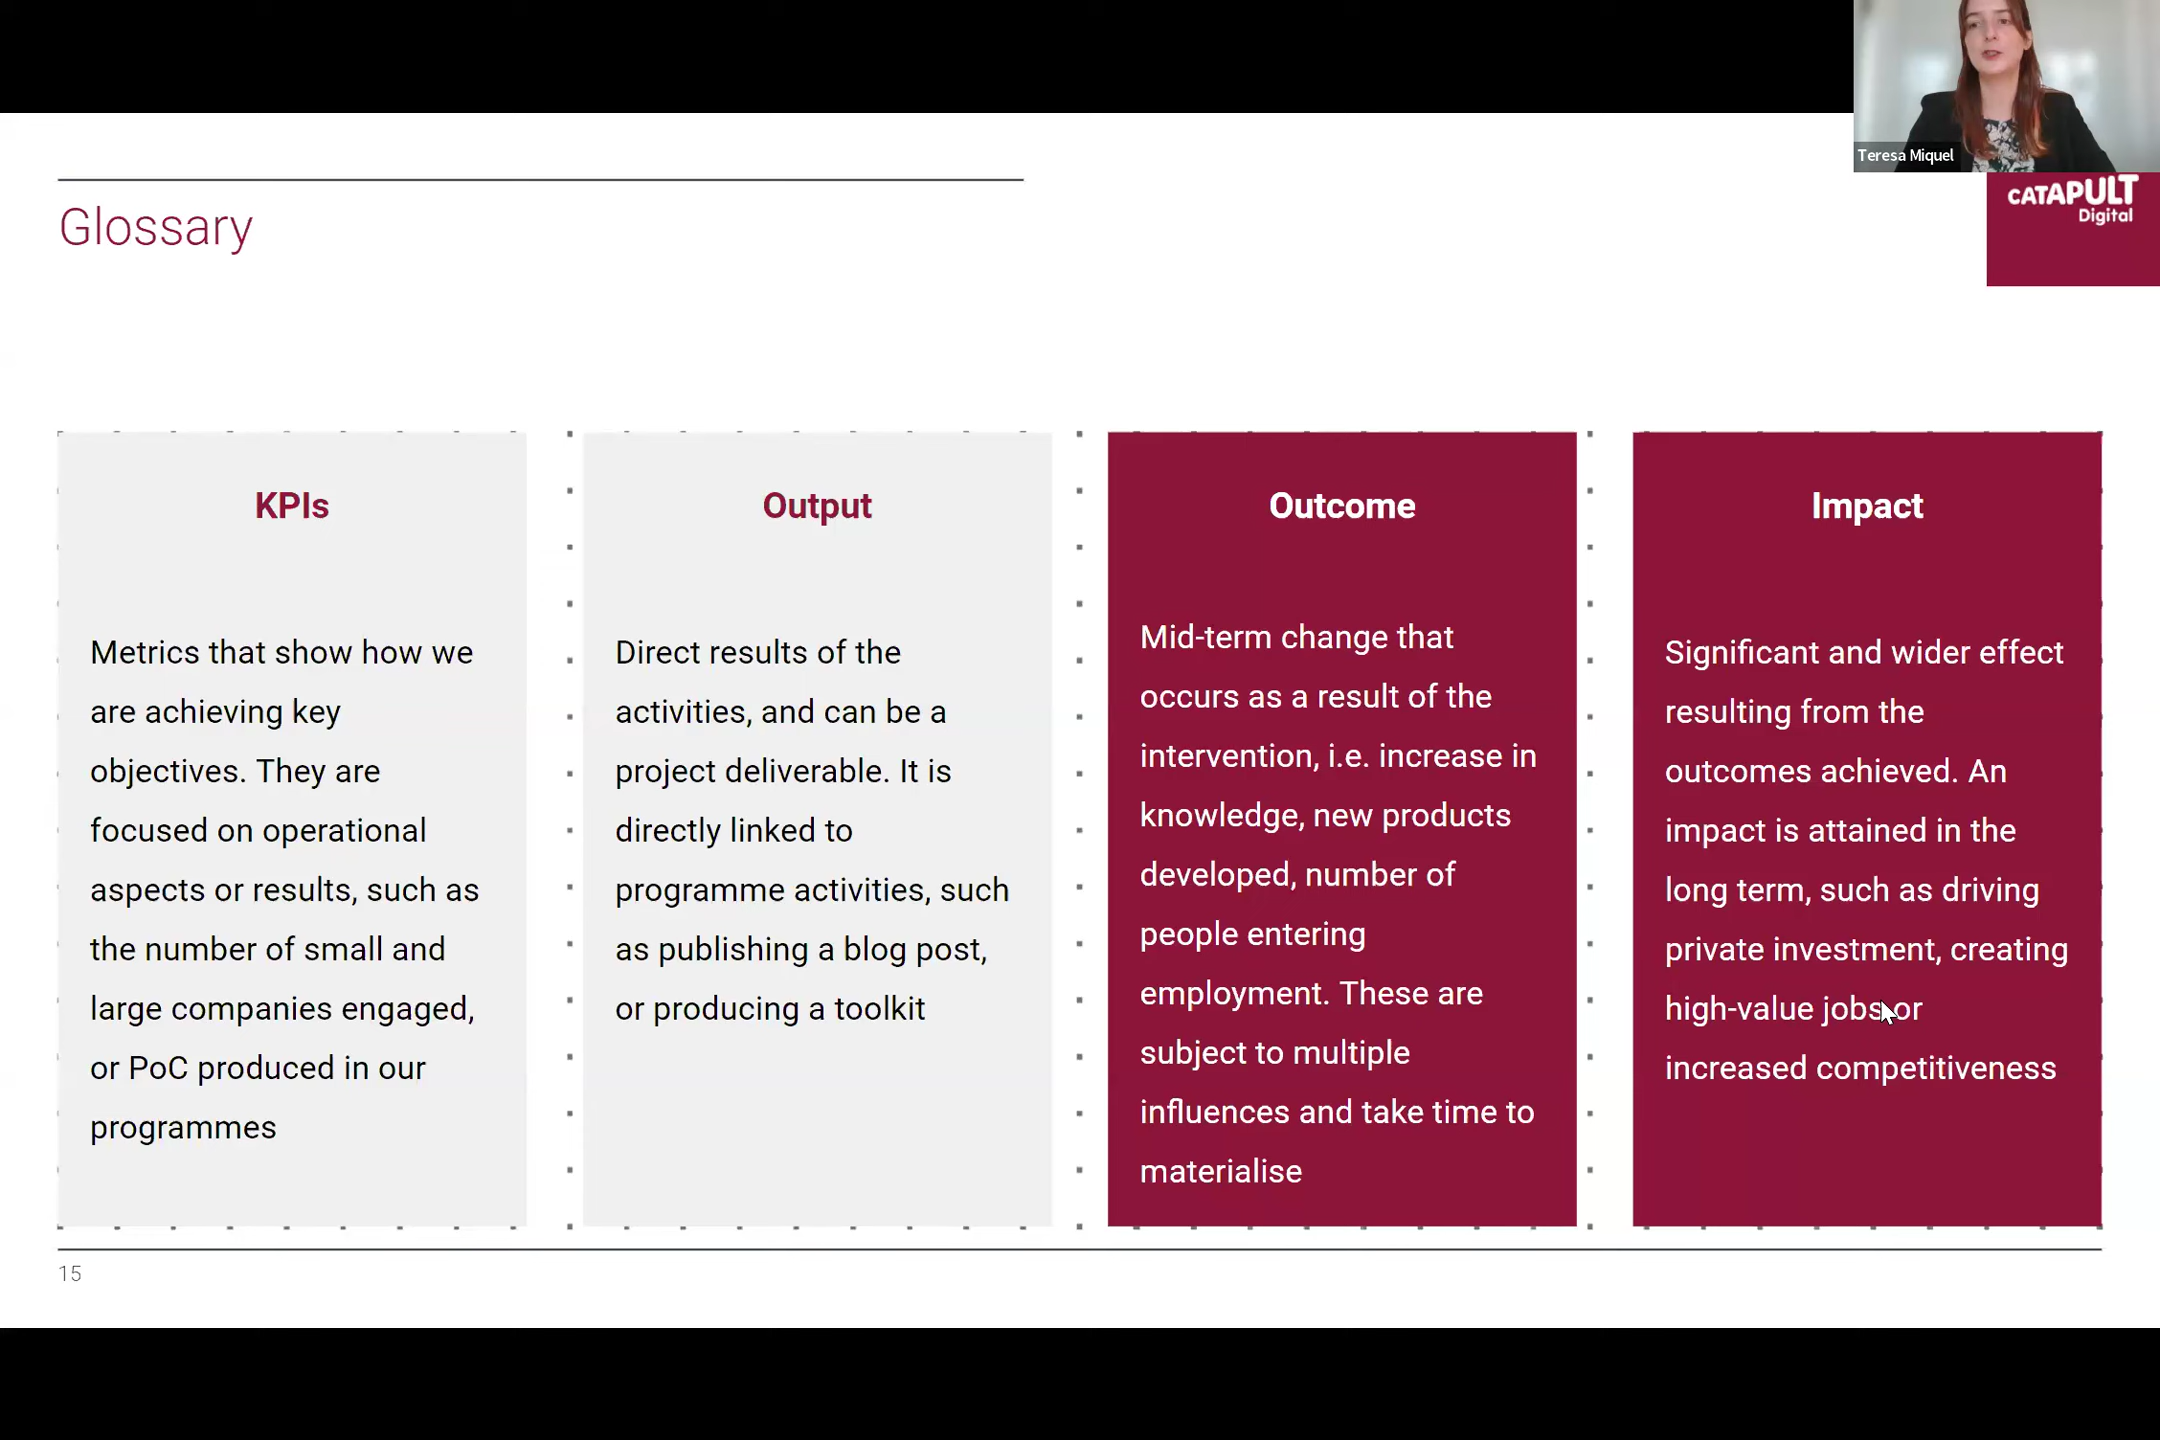 Teresa Miquel
CATAPULT
Digital
Glossary
KPIs
Metrics that show how we
are achieving key
objectives. They are
focused on operational
aspects or results, such as
the number of small and
large companies engaged,
or PoC produced in our
programmes
Output
Direct results of the
activities, and can be a
project deliverable. It is
directly linked to
programme activities, such
as publishing a blog post,
or producing a toolkit
Outcome
Mid-term change that
occurs as a result of the
intervention, i.e. increase in
knowledge, new products
developed, number of
people entering
employment. These are
subject to multiple
influences and take time to
materialise
Impact
Significant and wider effect
resulting from the
outcomes achieved. An
impact is attained in the
long term, such as driving
private investment, creating
high-value jobs or
increased competitiveness
15